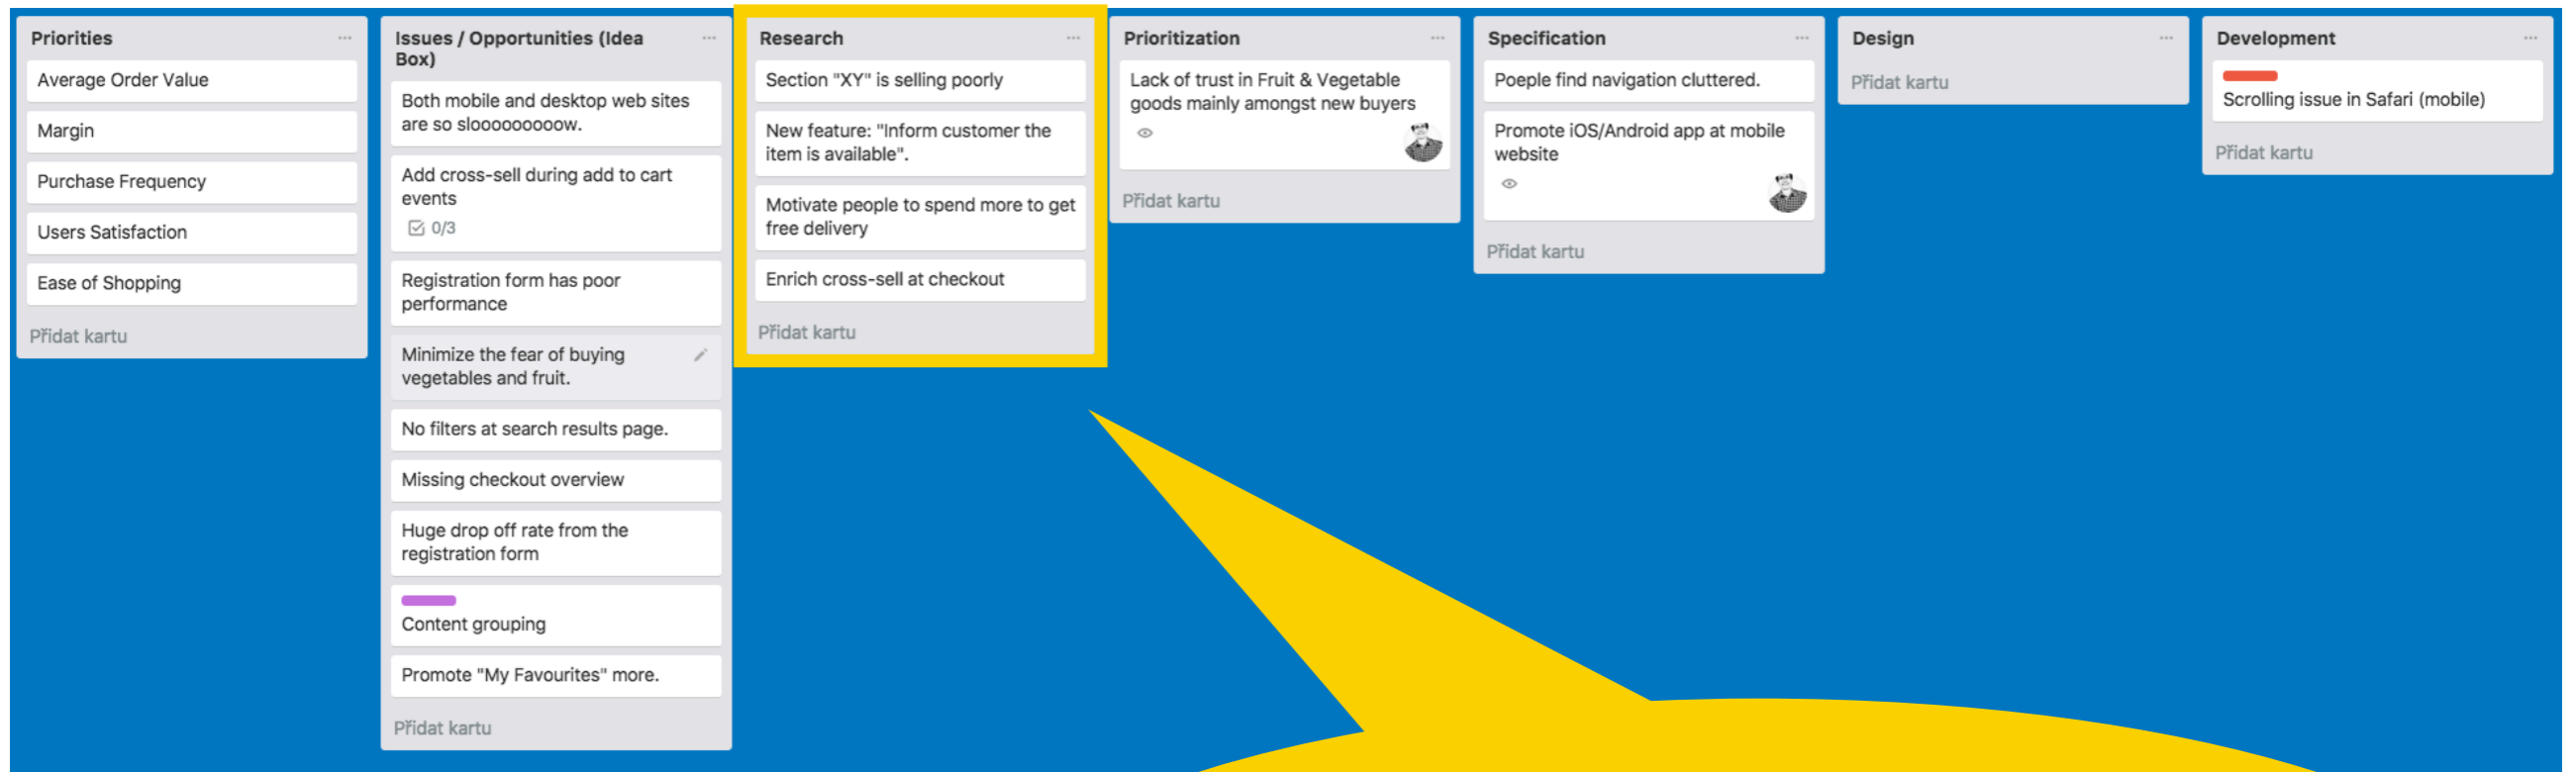 Priorities
Average Order Value
Margin
Purchase Frequency
Users Satisfaction
Ease of Shopping
Přidat kartu
Issues / Opportunities (Idea
Box)
Both mobile and desktop web sites
are so slooooooooow.
Add cross-sell during add to cart
events
0/3
Registration form has poor
performance
Minimize the fear of buying
vegetables and fruit.
No filters at search results page.
Missing checkout overview
Huge drop off rate from the
registration form
Content grouping
Promote "My Favourites" more.
Přidat kartu
Research
Section "XY" is selling poorly
New feature: "Inform customer the
item is available".
Motivate people to spend more to get
free delivery
Enrich cross-sell at checkout
Přidat kartu
Prioritization
Lack of trust in Fruit & Vegetable
goods mainly amongst new buyers
Přidat kartu
Specification
Poeple find navigation cluttered.
Promote iOS/Android app at mobile
website
Přidat kartu
Design
Přidat kartu
Development
Scrolling issue in Safari (mobile)
Přidat kartu